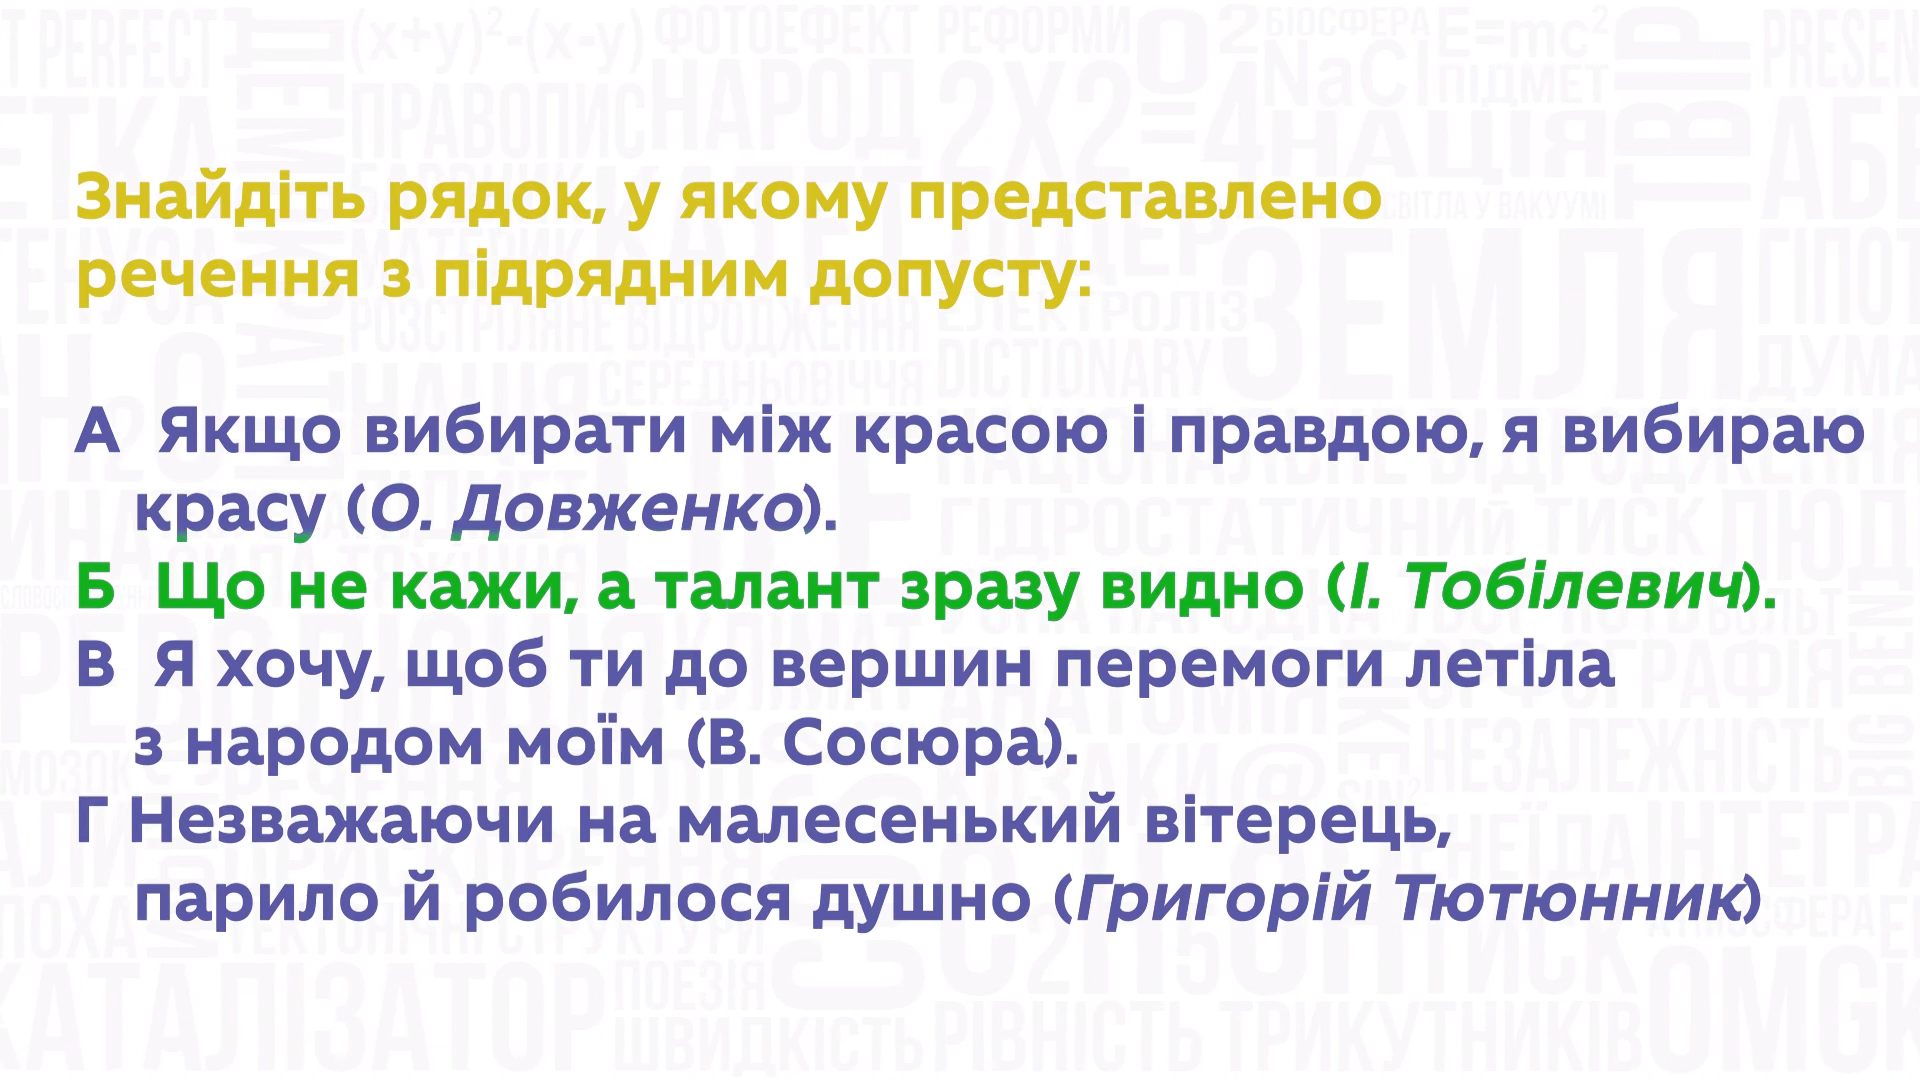 Знайдіть рядок, у якому представлено
речення з підрядним допусту:
А Якщо вибирати між красою і правдою, я вибираю
красу (О. Довженко).
Б Що не кажи, а талант зразу видно (І. Тобілевич).
В Я хочу, щоб ти до вершин перемоги летіла
з народом моїм (В. Сосюра).
Г Незважаючи на малесенький вітерець,
парило й робилося душно (Григорій Тютюнник)